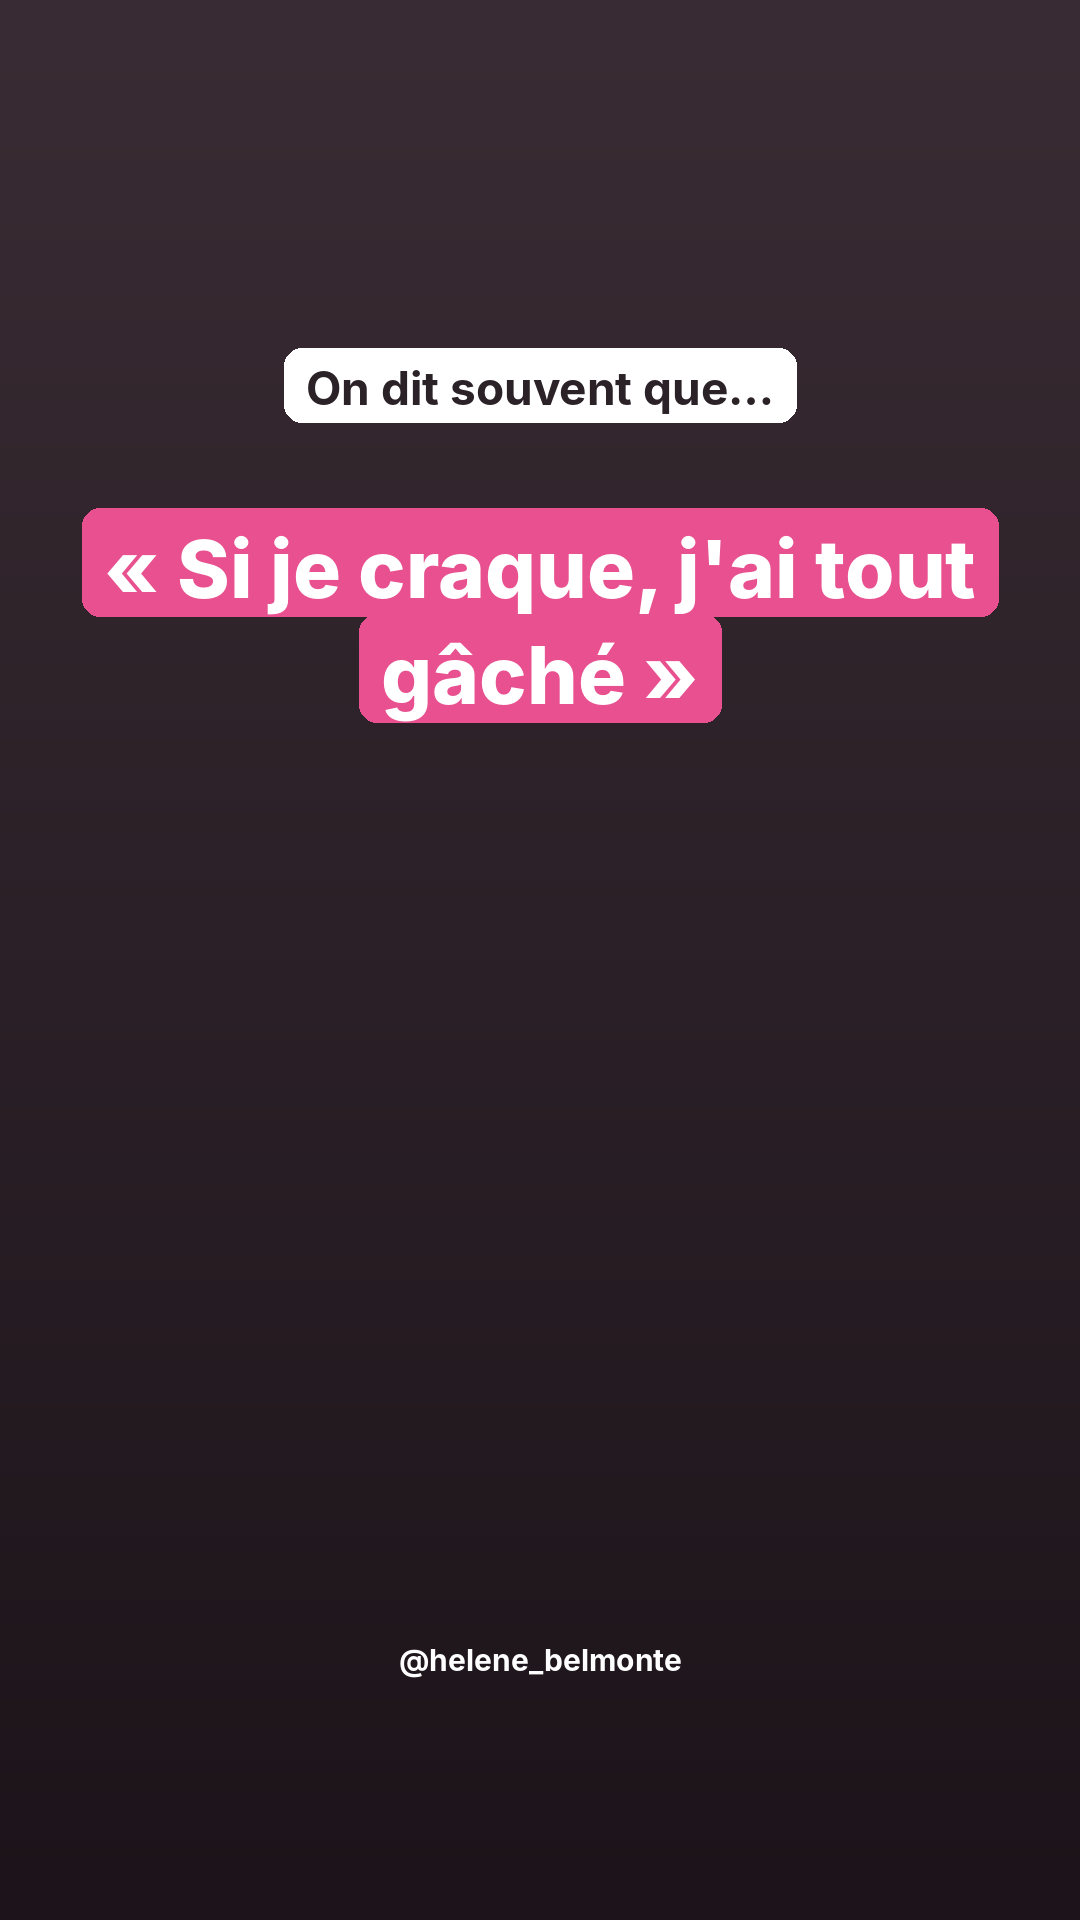 On dit souvent que...
« Si je craque, j'ai tout
gâché »
@helene_belmonte